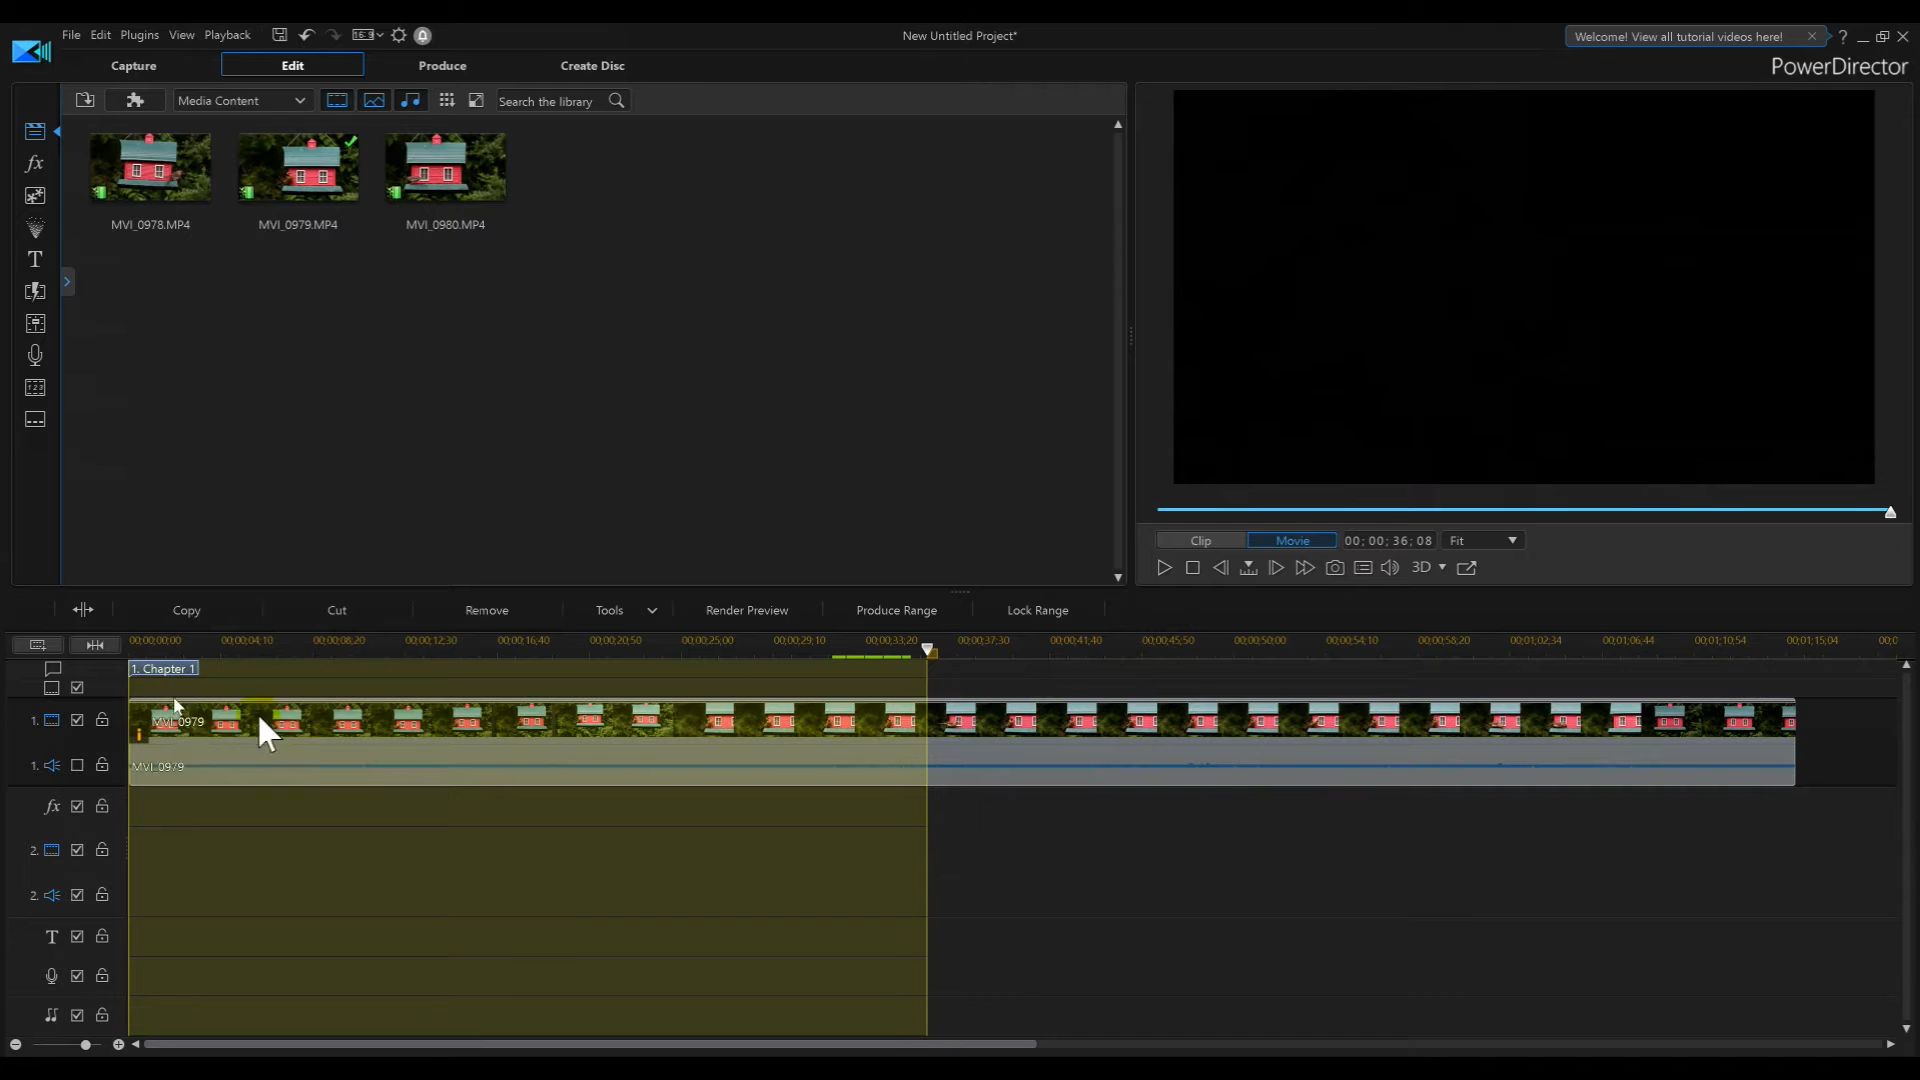 File Edit Plugins View Playback 16:9 New Untitled Project* Welcome! View all tutorial videos here! ?
PowerDirector
Capture Edit Produce Create Disc
Media Content Search the library
MVI_0978.MP4 MVI_0979.MP4 MVI_0980.MP4
fx
T
123
Clip Movie 00; 00; 36; 08 Fit
3D
Copy Cut Remove Tools Render Preview Produce Range Lock Range
00;00;00;00 00;00;04;10 00;00;08;20 00;00;12;30 00;00;16;40 00;00;20;50 00;00;25;00 00;00;29;10 00;00;33;20 00;00;37;30 00;00;41;40 00;00;45;50 00;00;50;00 00;00;54;10 00;00;58;20 00;01;02;34 00;01;06;44 00;01;10;54 00;01;15;04 00;0
1. Chapter 1
1. MVI_0979
i
1. MVI_0979
fx
2.
2.
T